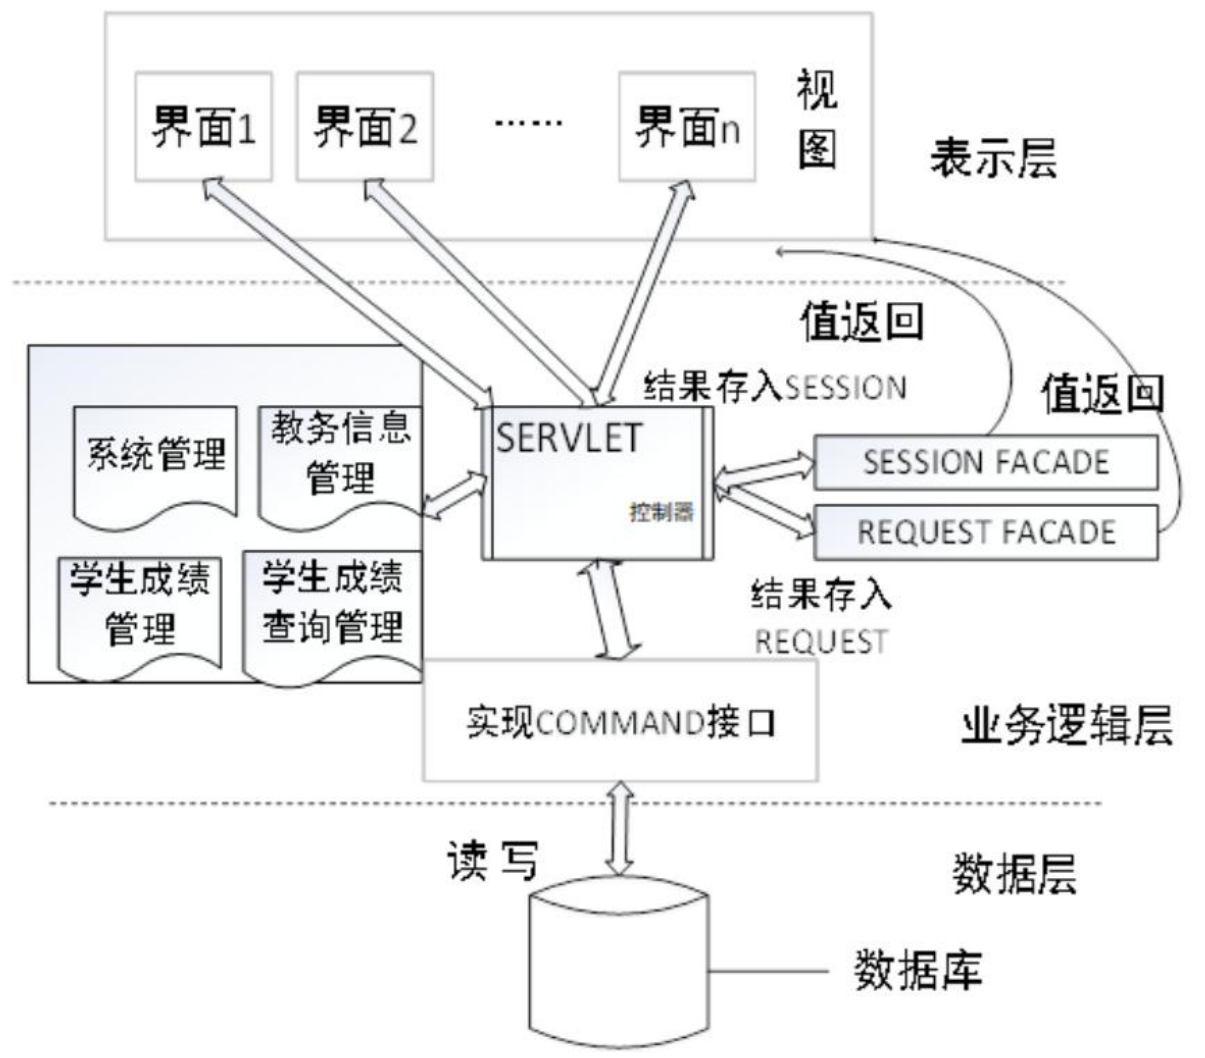 界面1
界面2
……
界面n
视
图
表示层
值返回
结果存入SESSION
值返回
系统管理
教务信息
管理
SERVLET
控制器
SESSION FACADE
REQUEST FACADE
学生成绩
管理
学生成绩
查询管理
结果存入
REQUEST
实现COMMAND接口
业务逻辑层
读 写
数据层
数据库